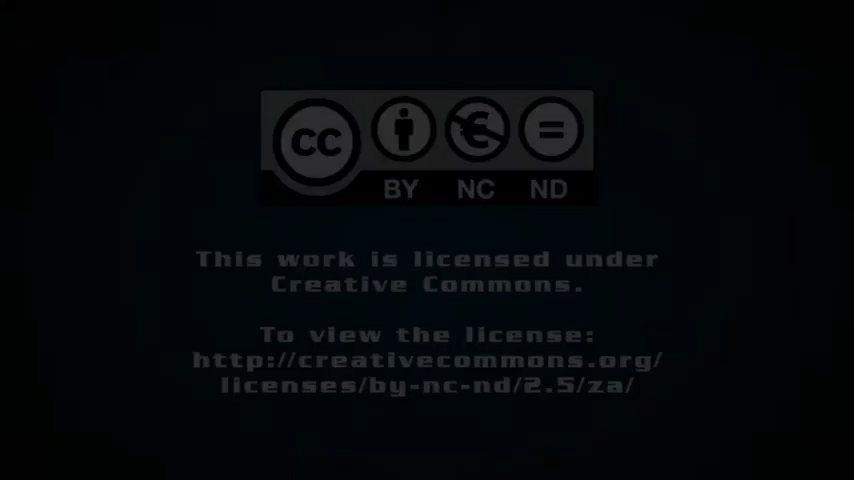 cc
BY NC ND
This work is licensed under
Creative Commons.
To view the license:
http://creativecommons.org/
licenses/by-nc-nd/2.5/za/